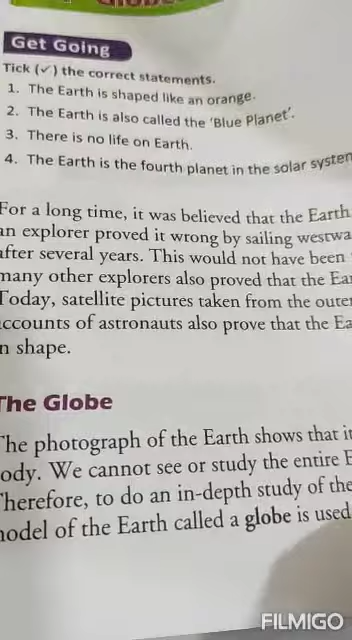 Globe
Get Going
Tick (✓) the correct statements.
1. The Earth is shaped like an orange.
2. The Earth is also called the 'Blue Planet'.
3. There is no life on Earth.
4. The Earth is the fourth planet in the solar system
For a long time, it was believed that the Earth
an explorer proved it wrong by sailing westwa
after several years. This would not have been
many other explorers also proved that the Ear
Today, satellite pictures taken from the outer
ccounts of astronauts also prove that the Ea
n shape.
The Globe
The photograph of the Earth shows that it
ody. We cannot see or study the entire E
Therefore, to do an in-depth study of the
nodel of the Earth called a globe is used
FILMIGO